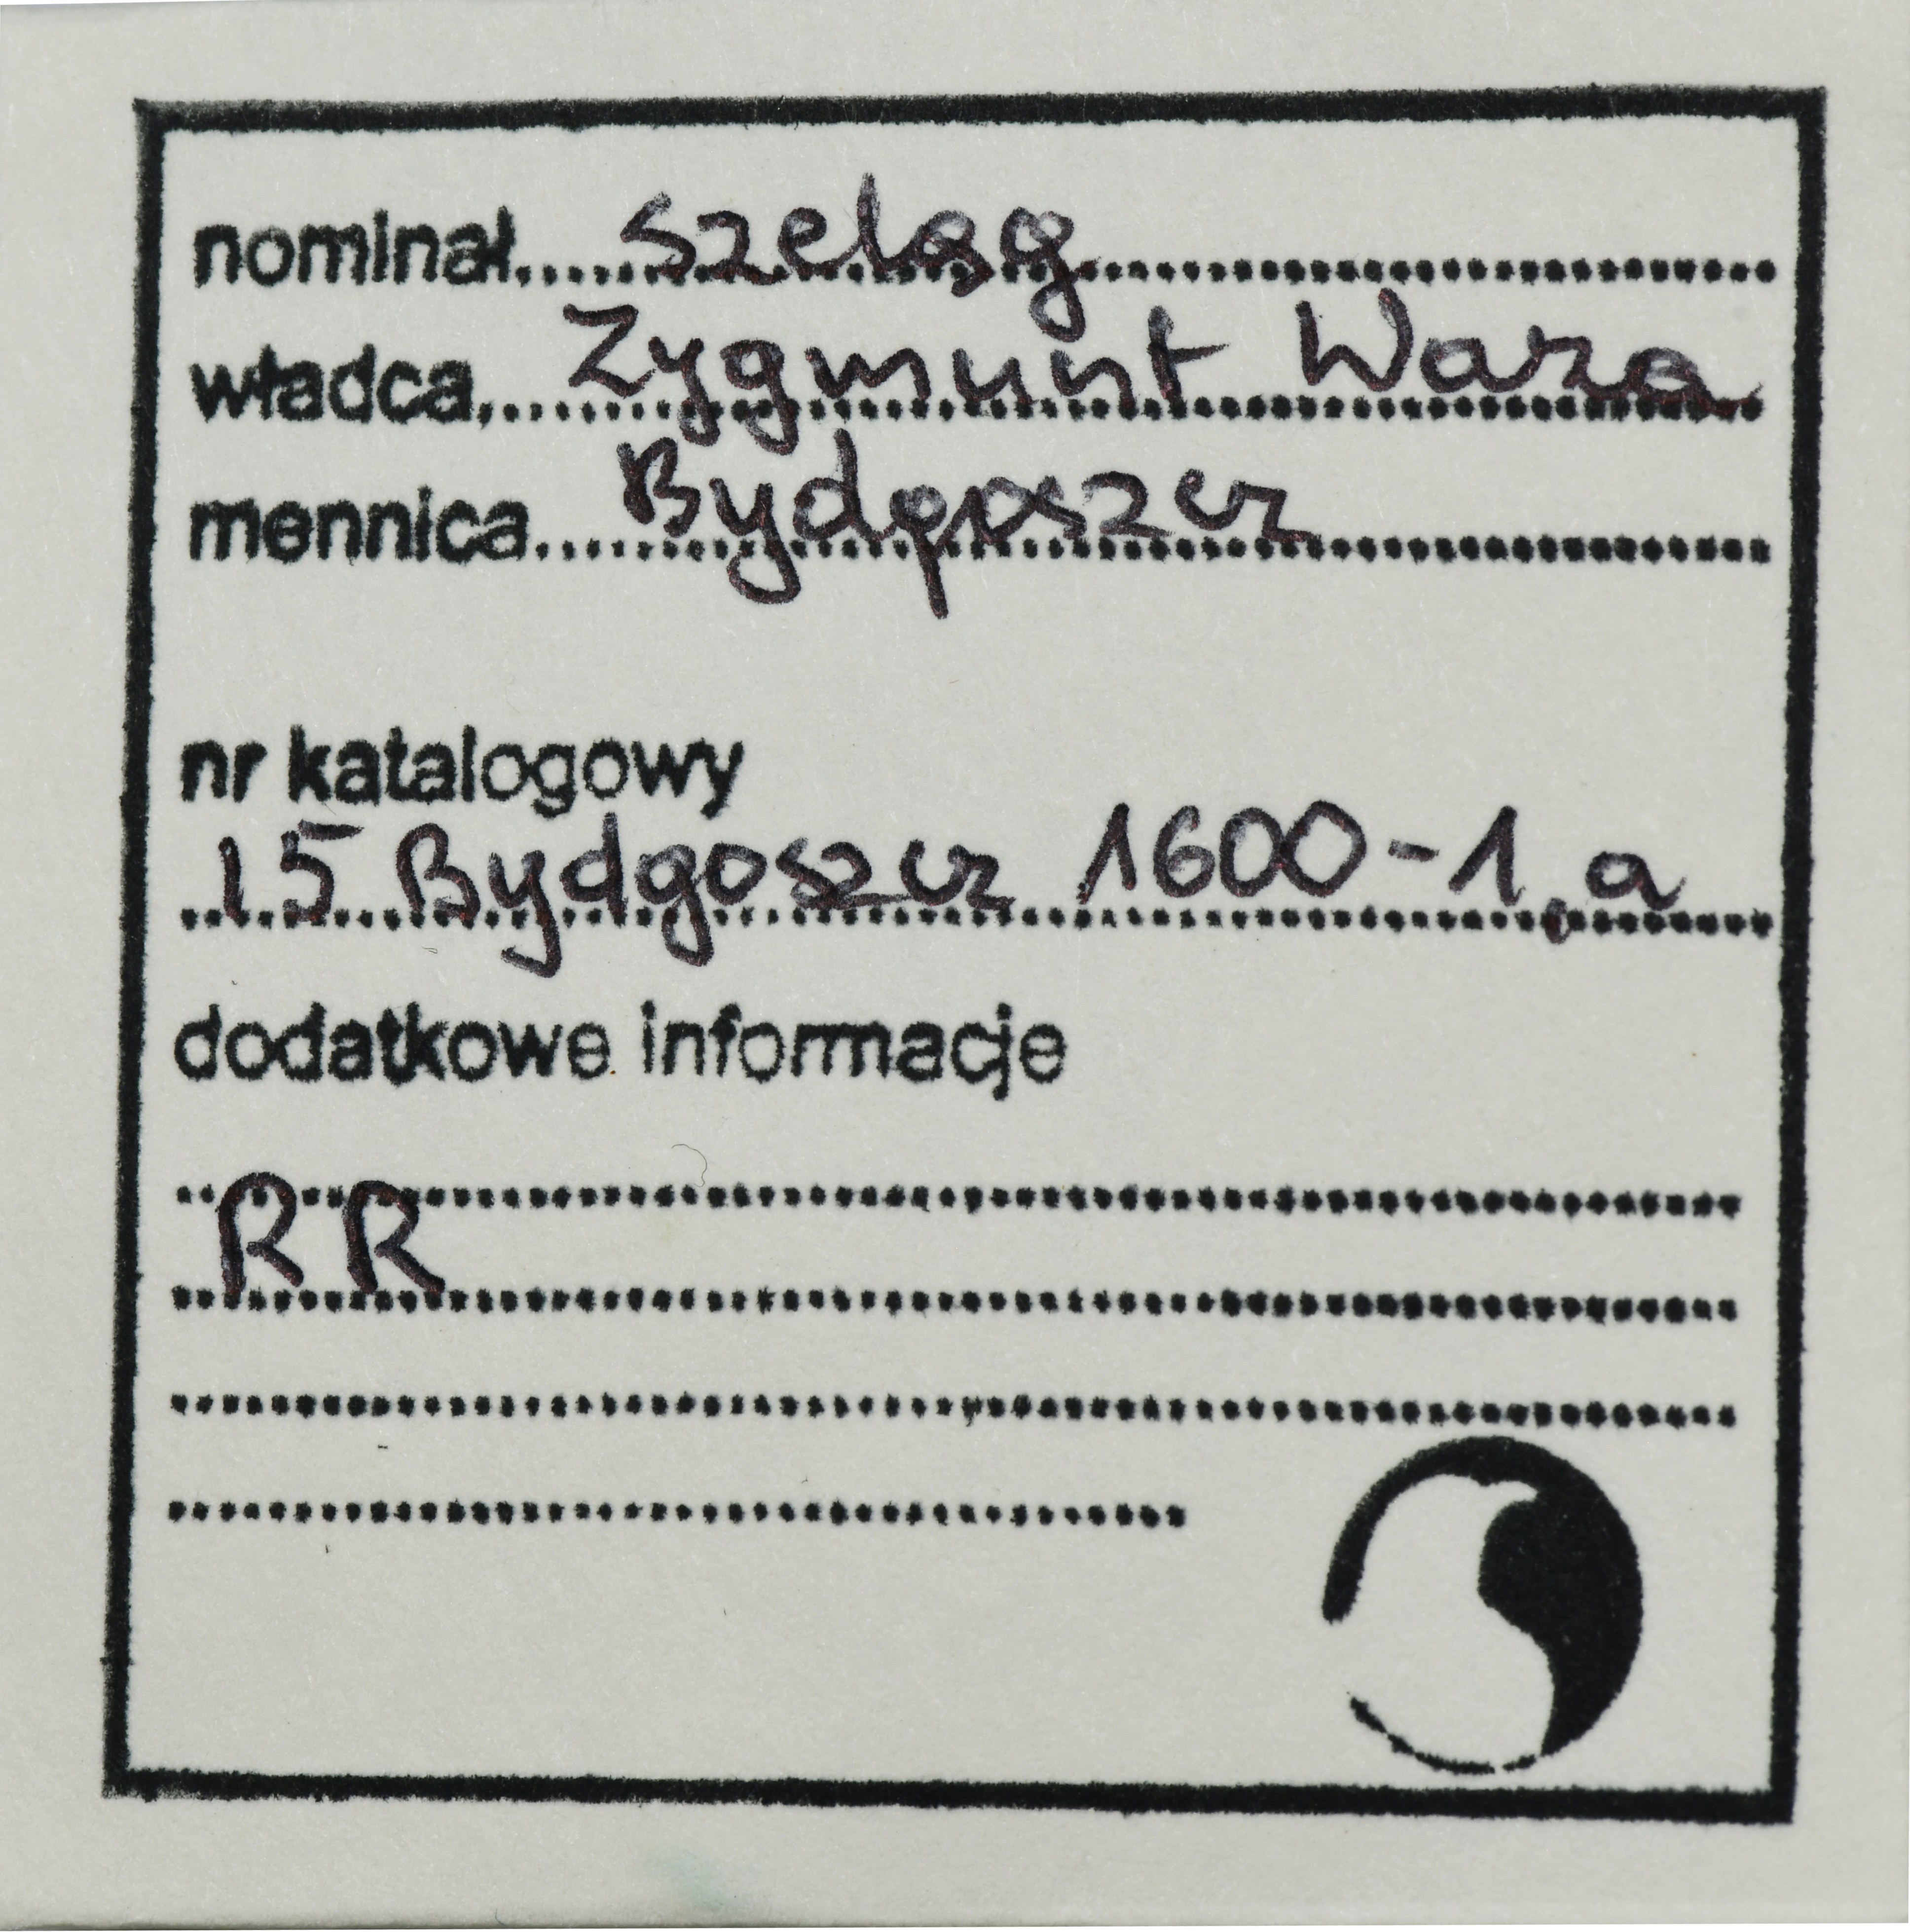 nominał..... szeląg
władca,..... Zygmunt Waza
mennica..... Bydgoszcz
nr katalogowy
15 Bydgoszcz 1600-1,a
dodatkowe informacje
RR